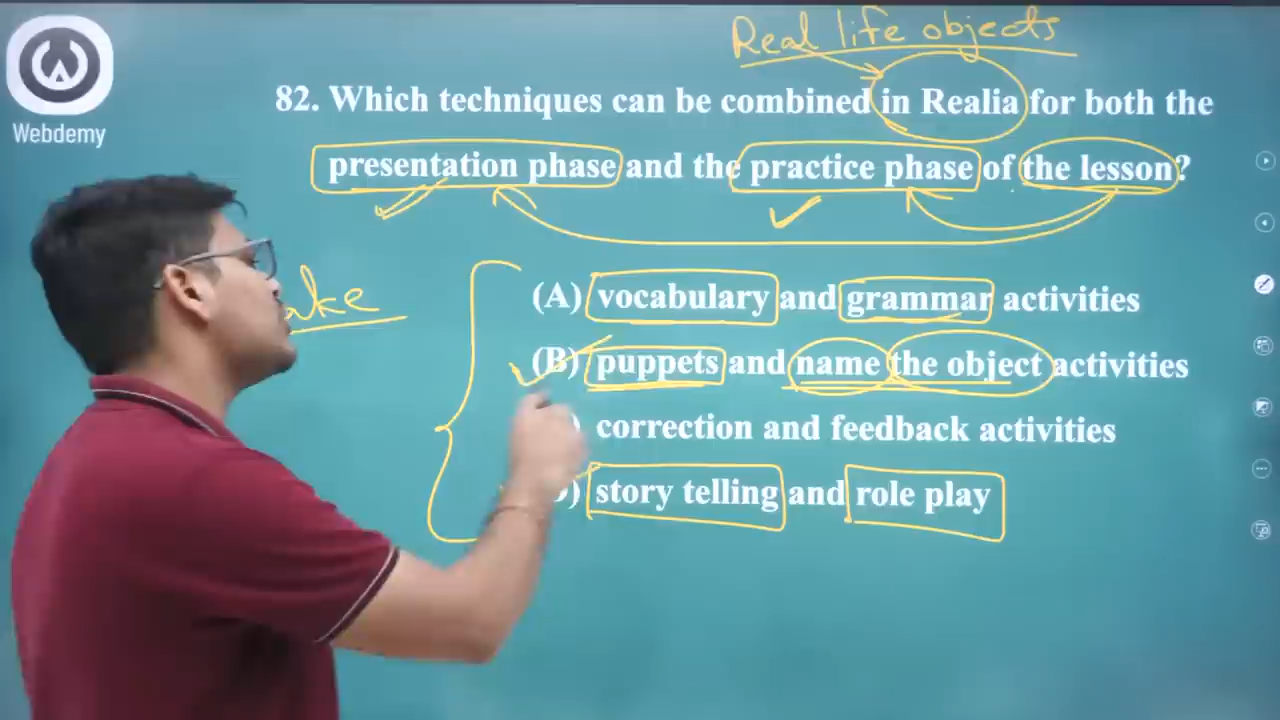 Real life objects
Webdemy
82. Which techniques can be combined in Realia for both the
presentation phase and the practice phase of the lesson?
(A) vocabulary and grammar activities
(B) puppets and name the object activities
correction and feedback activities
story telling and role play